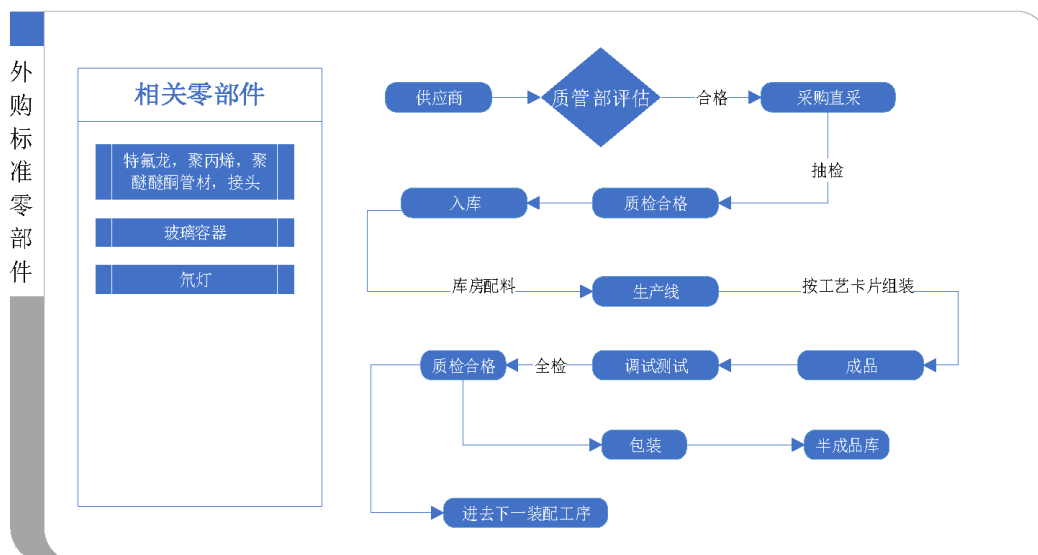 外购标准零部件
相关零部件
特氟龙，聚丙烯，聚
醚醚酮管材，接头
玻璃容器
氘灯
供应商
质管部评估
合格
采购直采
抽检
质检合格
入库
库房配料
生产线
按工艺卡片组装
成品
调试测试
全检
质检合格
包装
半成品库
进去下一装配工序